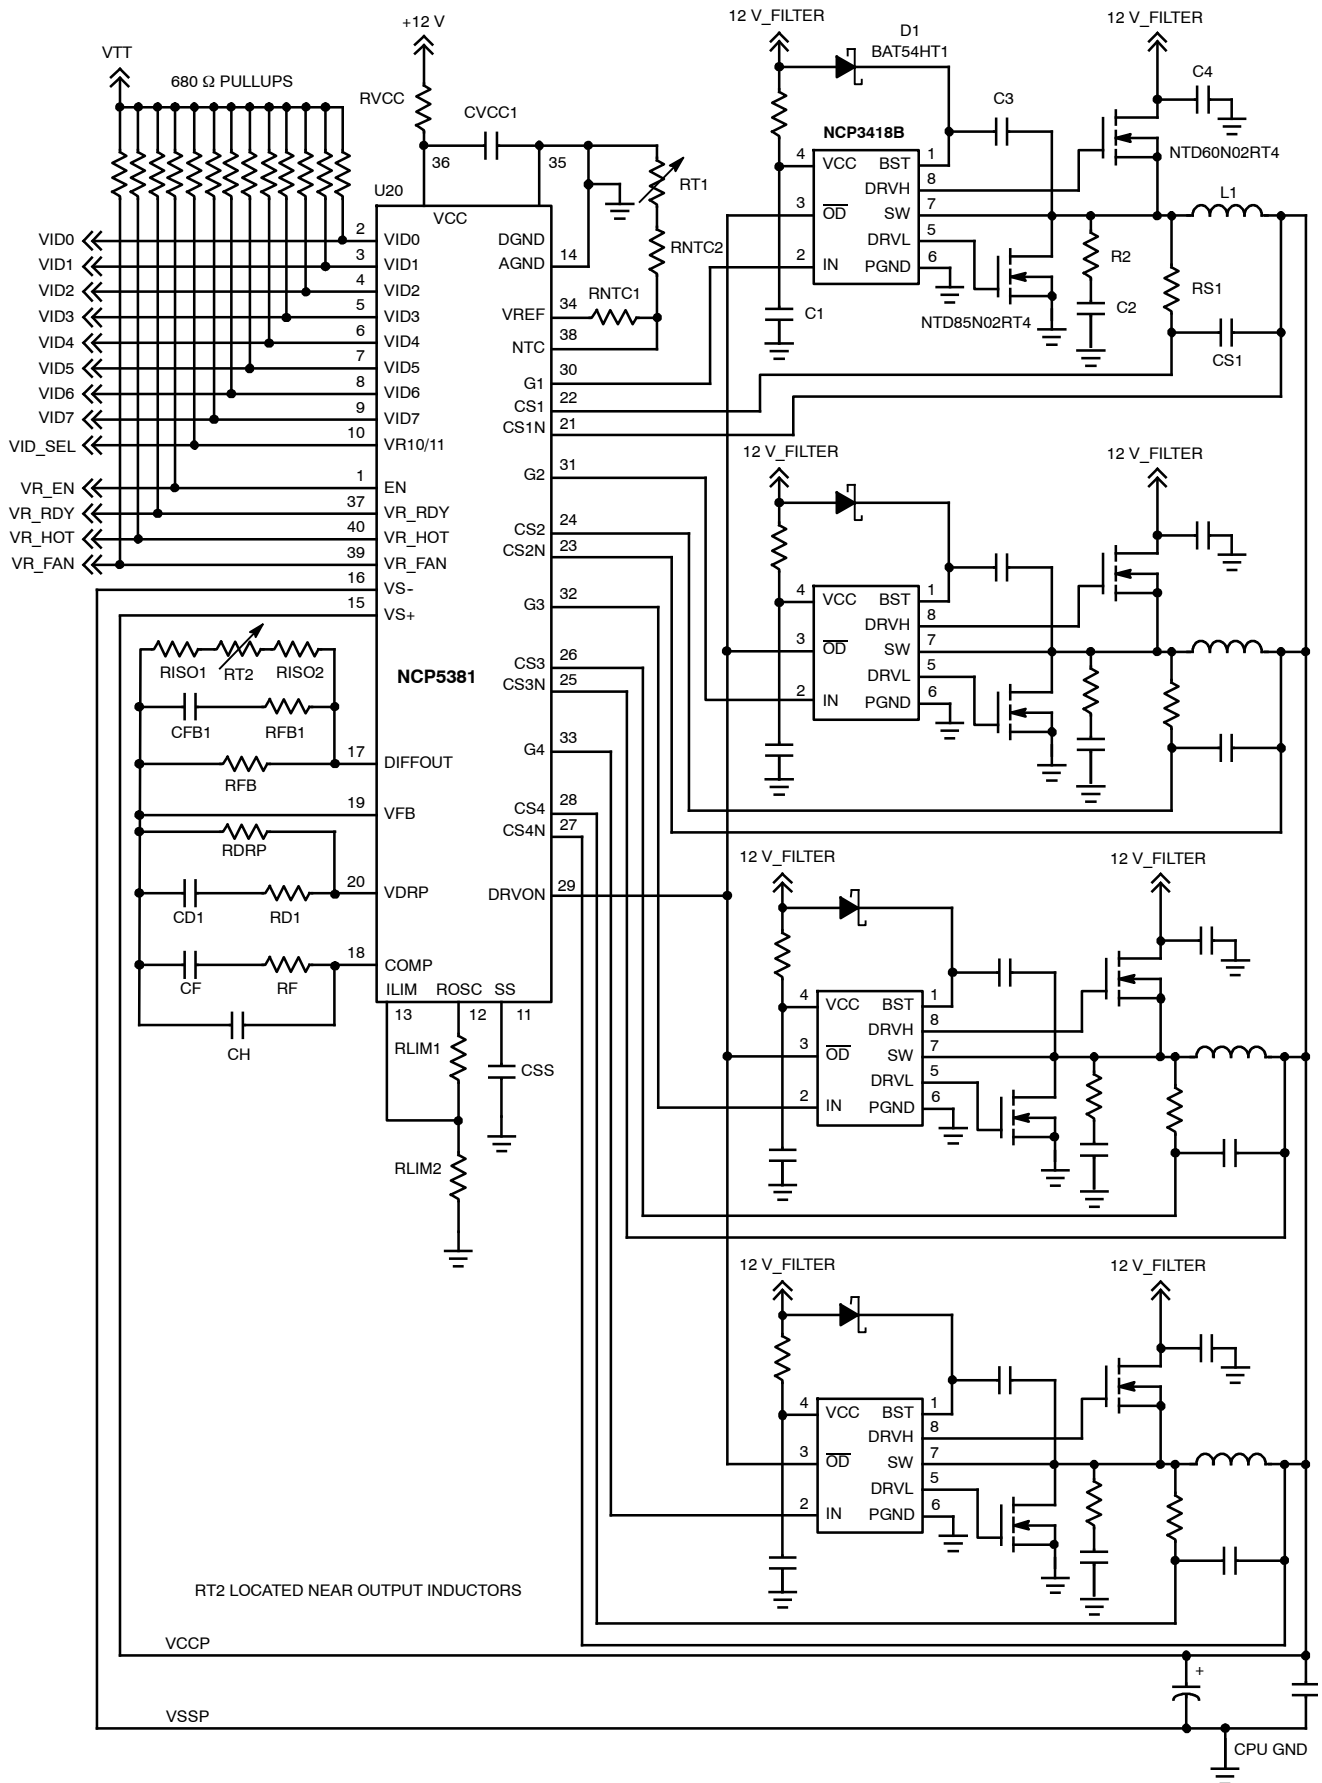 +12 V
12 V_FILTER
D1
BAT54HT1
12 V_FILTER
VTT
680 Ω PULLUPS
RVCC
CVCC1
C3
C4
NCP3418B
NTD60N02RT4
36
35
RT1
U20
VCC
4
VCC
BST
1
DRVH
8
3
OD
SW
7
L1
DRVL
5
2
IN
PGND
6
R2
RS1
C1
NTD85N02RT4
C2
CS1
VID0
2
VID0
DGND
VID1
3
VID1
AGND
14
RNTC2
VID2
4
VID2
RNTC1
VID3
5
VID3
VREF
34
VID4
6
VID4
NTC
38
VID5
7
VID5
G1
30
VID6
8
VID6
CS1
22
VID7
9
VID7
CS1N
21
VID_SEL
10
VR10/11
VR_EN
1
EN
G2
31
VR_RDY
37
VR_RDY
VR_HOT
40
VR_HOT
CS2
24
VR_FAN
39
VR_FAN
CS2N
23
16
VS-
15
VS+
G3
32
RISO1
RT2
RISO2
NCP5381
CS3
26
CS3N
25
CFB1
RFB1
17
DIFFOUT
G4
33
RFB
19
VFB
CS4
28
CS4N
27
RDRP
20
VDRP
DRVON
29
CD1
RD1
18
COMP
CF
RF
ILIM
ROSC
SS
13
12
11
CH
RLIM1
CSS
RLIM2
12 V_FILTER
12 V_FILTER
4
VCC
BST
1
DRVH
8
3
OD
SW
7
DRVL
5
2
IN
PGND
6
12 V_FILTER
12 V_FILTER
4
VCC
BST
1
DRVH
8
3
OD
SW
7
DRVL
5
2
IN
PGND
6
12 V_FILTER
12 V_FILTER
4
VCC
BST
1
DRVH
8
3
OD
SW
7
DRVL
5
2
IN
PGND
6
RT2 LOCATED NEAR OUTPUT INDUCTORS
VCCP
+
VSSP
CPU GND